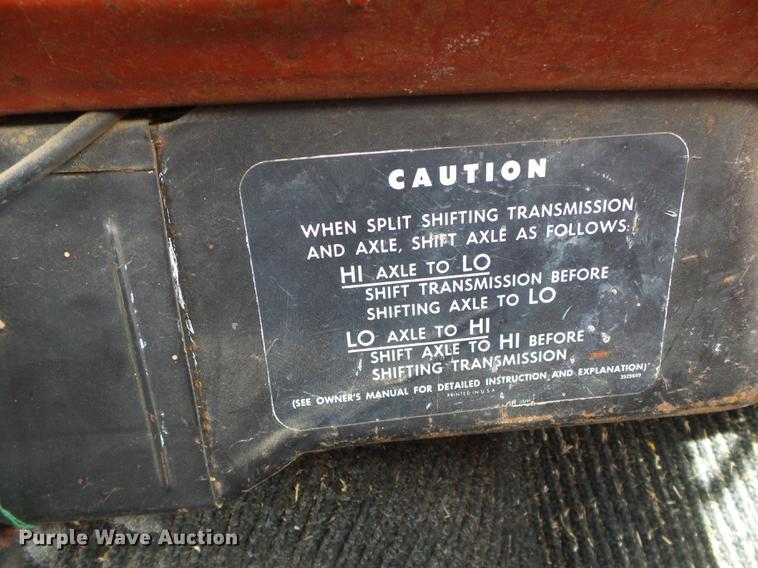 CAUTION
WHEN SPLIT SHIFTING TRANSMISSION
AND AXLE, SHIFT AXLE AS FOLLOWS:
HI AXLE TO LO
SHIFT TRANSMISSION BEFORE
SHIFTING AXLE TO LO
LO AXLE TO HI
SHIFT AXLE TO HI BEFORE
SHIFTING TRANSMISSION
(SEE OWNER'S MANUAL FOR DETAILED INSTRUCTION AND EXPLANATION)
PRINTED IN U.S.A. 3929849
Purple Wave Auction